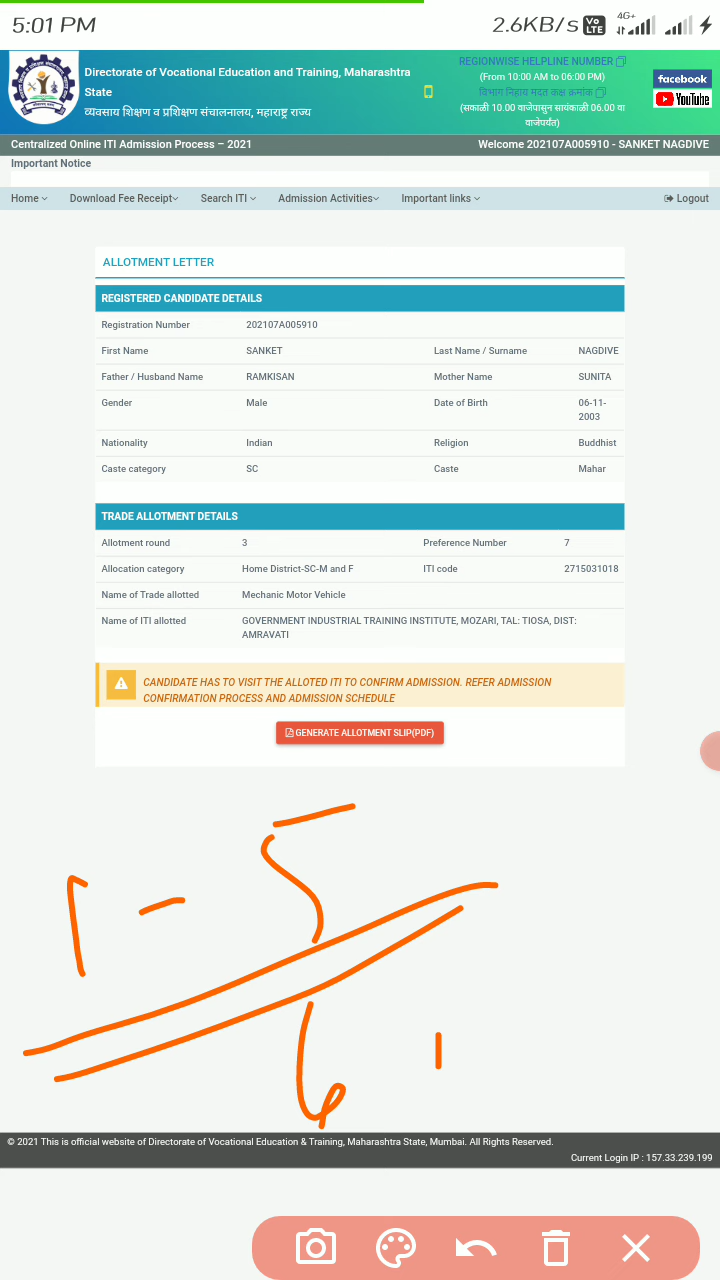 5:01 PM
2.6KB/s Vo LTE 4G+
Directorate of Vocational Education and Training, Maharashtra
State
व्यवसाय शिक्षण व प्रशिक्षण संचालनालय, महाराष्ट्र राज्य
REGIONWISE HELPLINE NUMBER
(From 10:00 AM to 06:00 PM)
विभाग निहाय मदत कक्ष क्रमांक
(सकाळी 10.00 वाजेपासुन सायंकाळी 06.00 वा
वाजेपर्यंत)
facebook
YouTube
Centralized Online ITI Admission Process – 2021 Welcome 202107A005910 - SANKET NAGDIVE
Important Notice
Home Download Fee Receipt Search ITI Admission Activities Important links Logout
ALLOTMENT LETTER
REGISTERED CANDIDATE DETAILS
Registration Number 202107A005910
First Name SANKET Last Name / Surname NAGDIVE
Father / Husband Name RAMKISAN Mother Name SUNITA
Gender Male Date of Birth 06-11-
2003
Nationality Indian Religion Buddhist
Caste category SC Caste Mahar
TRADE ALLOTMENT DETAILS
Allotment round 3 Preference Number 7
Allocation category Home District-SC-M and F ITI code 2715031018
Name of Trade allotted Mechanic Motor Vehicle
Name of ITI allotted GOVERNMENT INDUSTRIAL TRAINING INSTITUTE, MOZARI, TAL: TIOSA, DIST:
AMRAVATI
CANDIDATE HAS TO VISIT THE ALLOTED ITI TO CONFIRM ADMISSION. REFER ADMISSION
CONFIRMATION PROCESS AND ADMISSION SCHEDULE
GENERATE ALLOTMENT SLIP(PDF)
1 - 5
6 1
© 2021 This is official website of Directorate of Vocational Education & Training, Maharashtra State, Mumbai. All Rights Reserved.
Current Login IP : 157.33.239.199